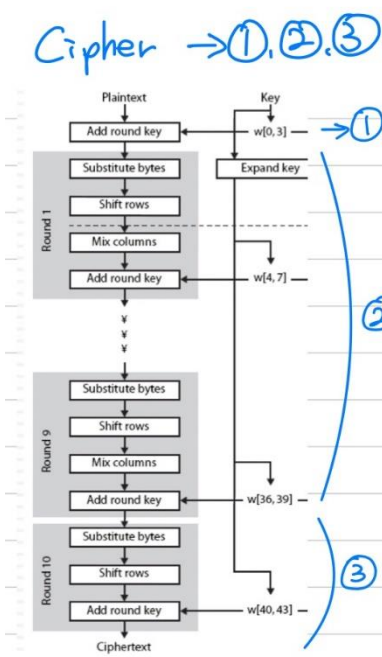 Cipher →①.②.③
Plaintext
Key
Add round key
w[0, 3]
→①
Round 1
Substitute bytes
Expand key
Shift rows
Mix columns
Add round key
w[4, 7]
②
¥
¥
¥
Round 9
Substitute bytes
Shift rows
Mix columns
Add round key
w[36, 39]
Round 10
Substitute bytes
Shift rows
③
Add round key
w[40, 43]
Ciphertext